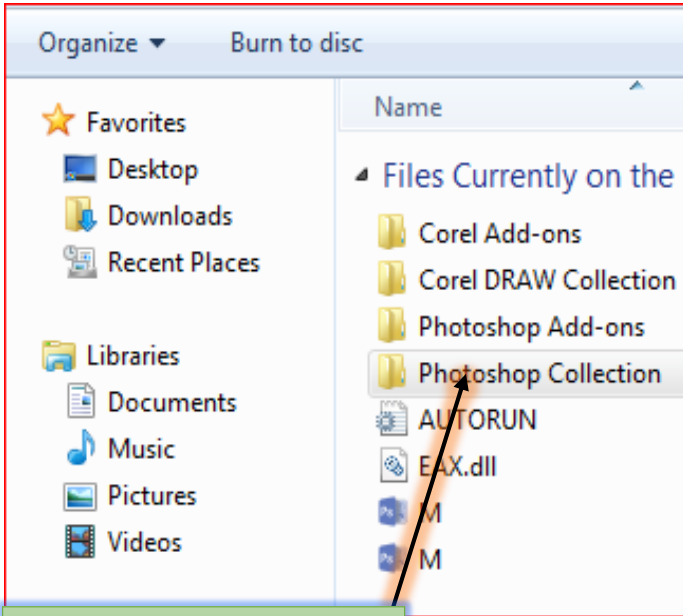 Organize Burn to disc
Favorites
Desktop
Downloads
Recent Places
Libraries
Documents
Music
Pictures
Videos
Name
Files Currently on the
Corel Add-ons
Corel DRAW Collection
Photoshop Add-ons
Photoshop Collection
AUTORUN
EAX.dll
M
M